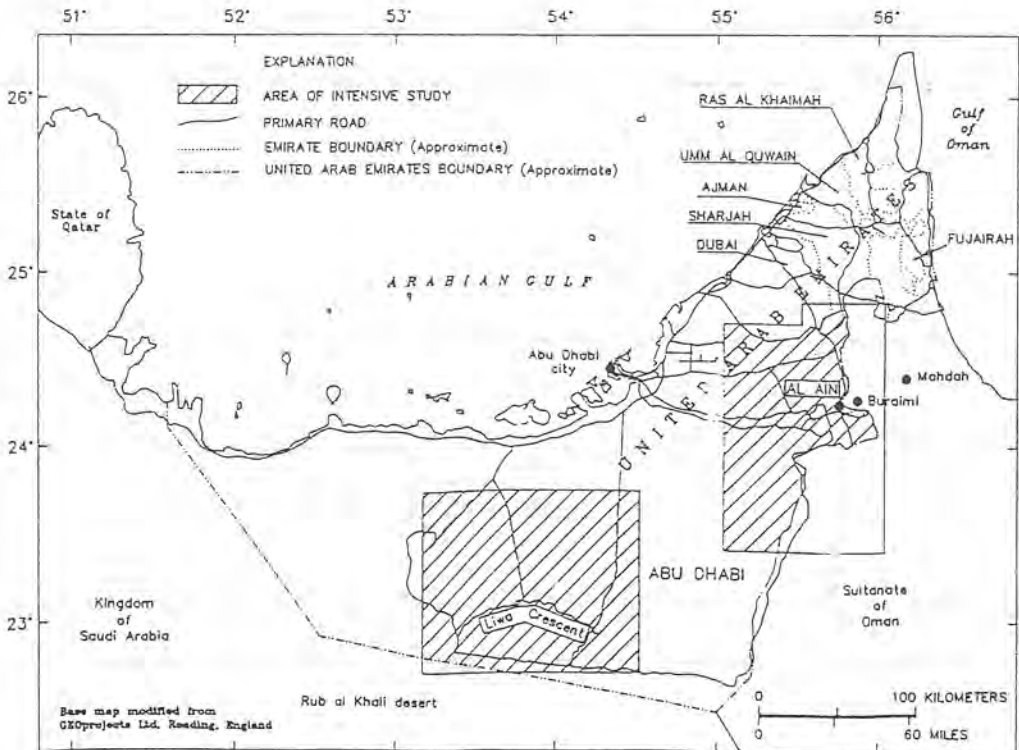 51°
52°
53°
54°
55°
56°
EXPLANATION
AREA OF INTENSIVE STUDY
PRIMARY ROAD
EMIRATE BOUNDARY (Approximate)
UNITED ARAB EMIRATES BOUNDARY (Approximate)
26°
25°
24°
23°
RAS AL KHAIMAH
UMM AL QUWAIN
AJMAN
SHARJAH
DUBAI
FUJAIRAH
Gulf
of
Oman
State of
Qatar
ARABIAN GULF
UNITED ARAB EMIRATES
Abu Dhabi
city
AL AIN
Mahdah
Buraimi
ABU DHABI
Liwa Crescent
Kingdom
of
Saudi Arabia
Sultanate
of
Oman
Rub al Khali desert
Base map modified from
GEOprojects Ltd, Reading, England
0 100 KILOMETERS
0 60 MILES